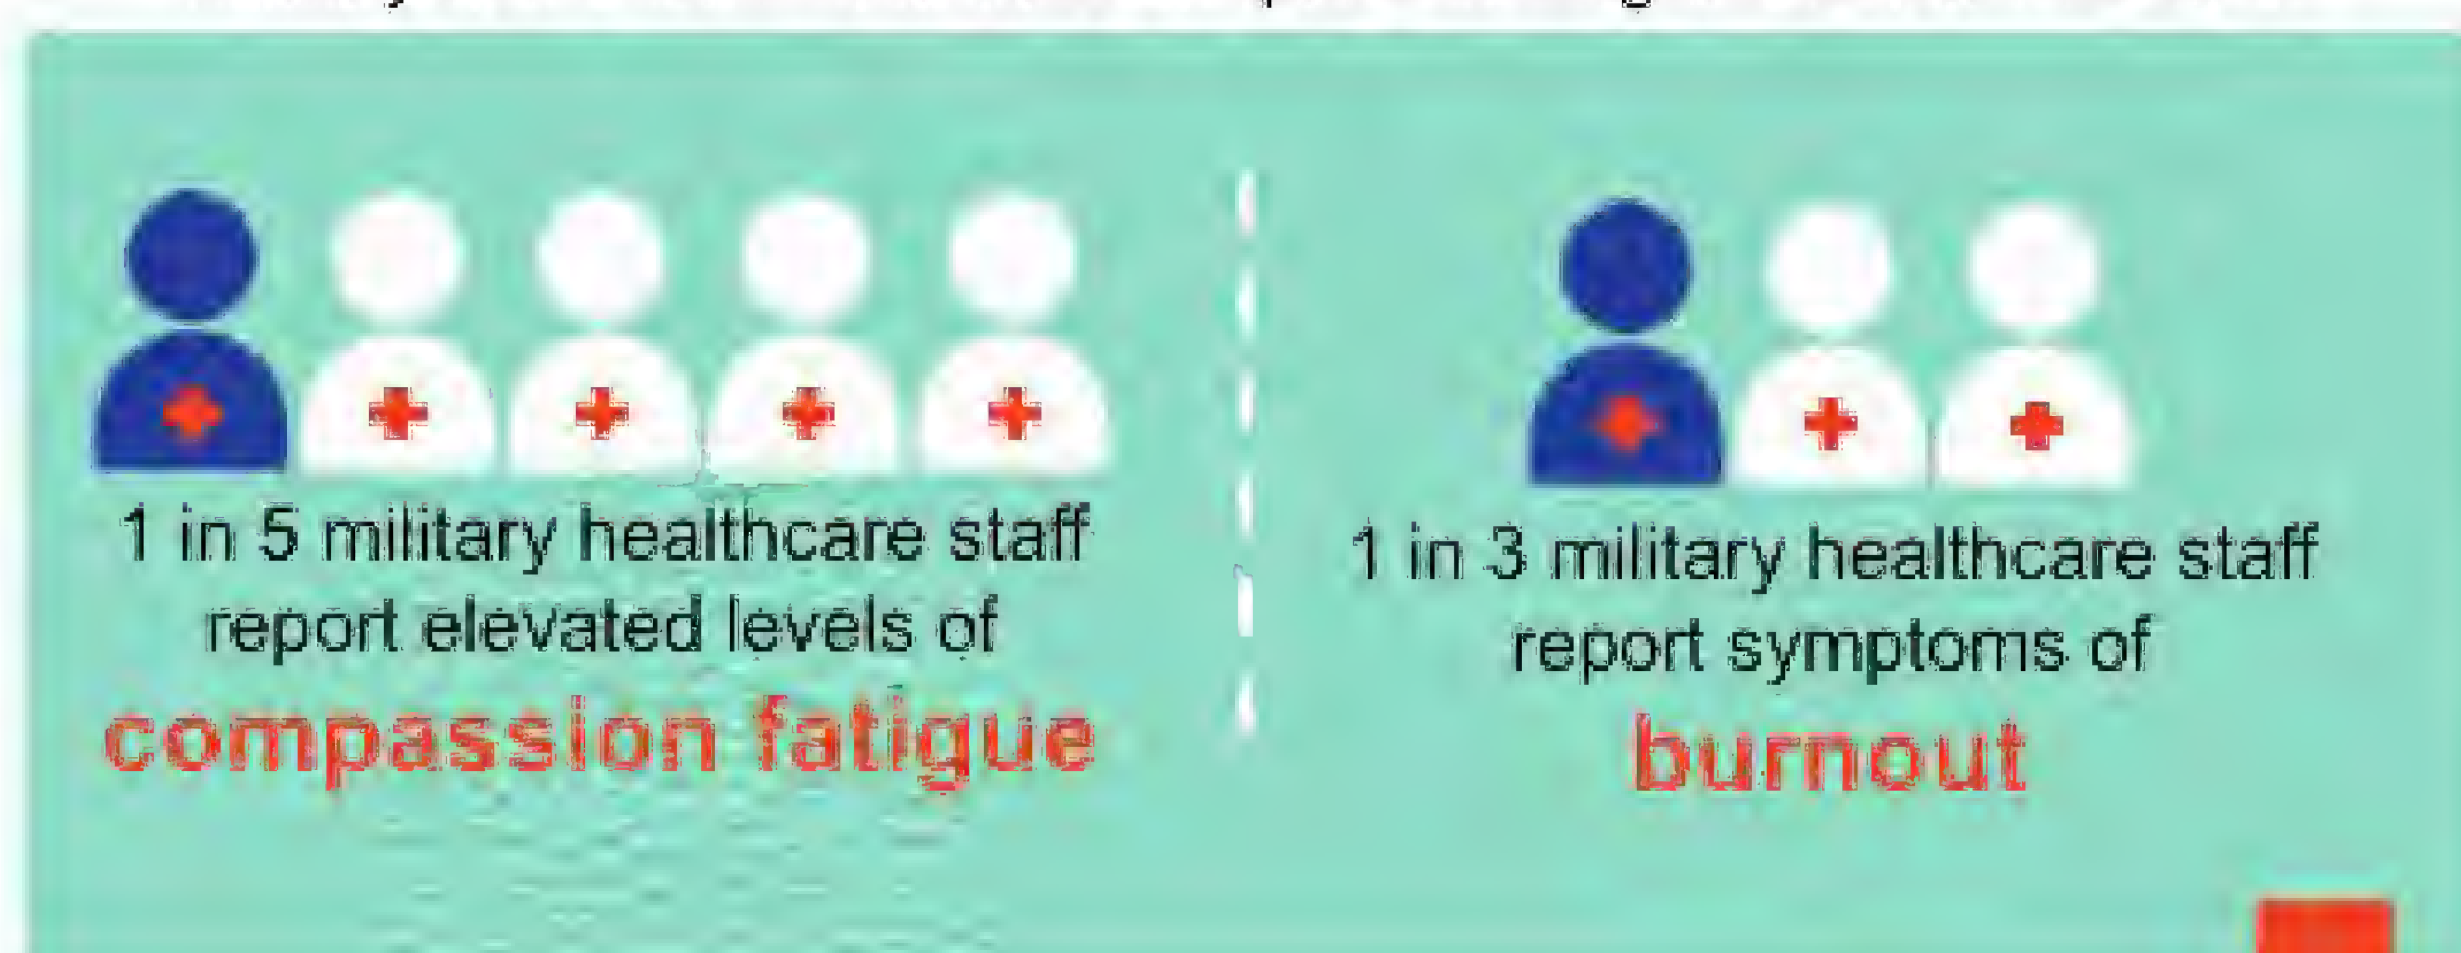 1 in 5 military healthcare staff
report elevated levels of
compassion fatigue
1 in 3 military healthcare staff
report symptoms of
burnout